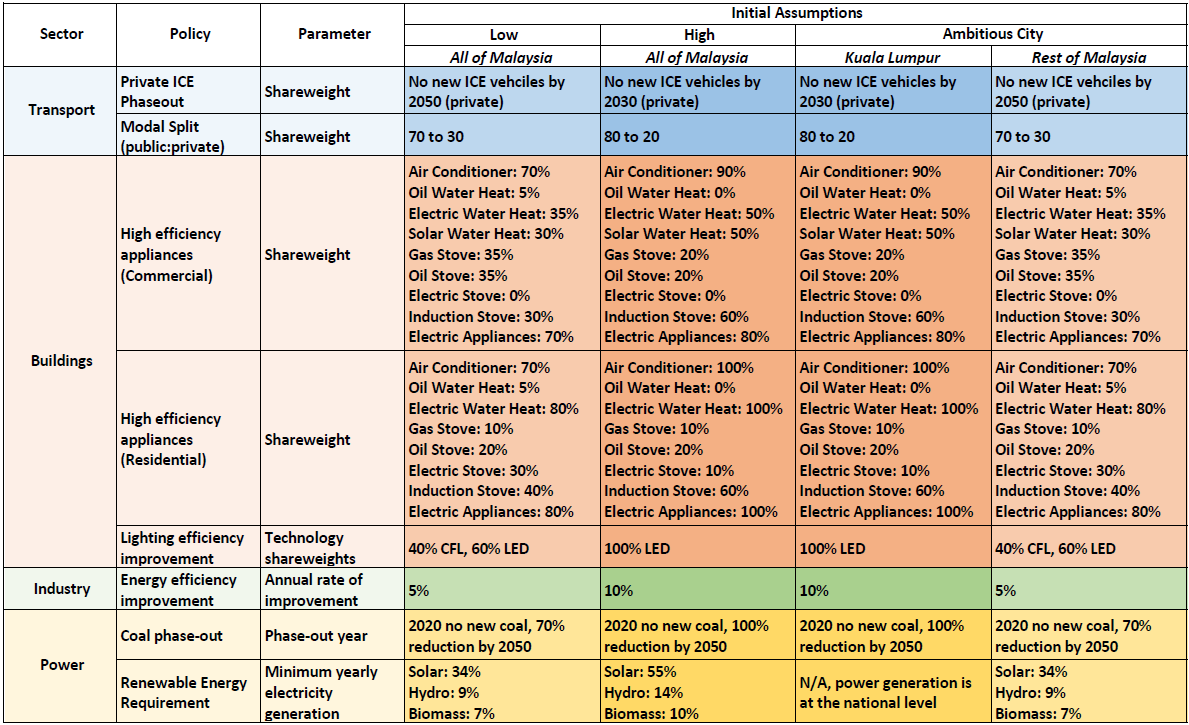 Sector
Policy
Parameter
Initial Assumptions
Low
High
Ambitious City
All of Malaysia
All of Malaysia
Kuala Lumpur
Rest of Malaysia
Transport
Private ICE
Phaseout
Shareweight
No new ICE vehciles by
2050 (private)
No new ICE vehicles by
2030 (private)
No new ICE vehicles by
2030 (private)
No new ICE vehciles by
2050 (private)
Modal Split
(public:private)
Shareweight
70 to 30
80 to 20
80 to 20
70 to 30
Buildings
High efficiency
appliances
(Commercial)
Shareweight
Air Conditioner: 70%
Oil Water Heat: 5%
Electric Water Heat: 35%
Solar Water Heat: 30%
Gas Stove: 35%
Oil Stove: 35%
Electric Stove: 0%
Induction Stove: 30%
Electric Appliances: 70%
Air Conditioner: 90%
Oil Water Heat: 0%
Electric Water Heat: 50%
Solar Water Heat: 50%
Gas Stove: 20%
Oil Stove: 20%
Electric Stove: 0%
Induction Stove: 60%
Electric Appliances: 80%
Air Conditioner: 90%
Oil Water Heat: 0%
Electric Water Heat: 50%
Solar Water Heat: 50%
Gas Stove: 20%
Oil Stove: 20%
Electric Stove: 0%
Induction Stove: 60%
Electric Appliances: 80%
Air Conditioner: 70%
Oil Water Heat: 5%
Electric Water Heat: 35%
Solar Water Heat: 30%
Gas Stove: 35%
Oil Stove: 35%
Electric Stove: 0%
Induction Stove: 30%
Electric Appliances: 70%
High efficiency
appliances
(Residential)
Shareweight
Air Conditioner: 70%
Oil Water Heat: 5%
Electric Water Heat: 80%
Gas Stove: 10%
Oil Stove: 20%
Electric Stove: 30%
Induction Stove: 40%
Electric Appliances: 80%
Air Conditioner: 100%
Oil Water Heat: 0%
Electric Water Heat: 100%
Gas Stove: 10%
Oil Stove: 20%
Electric Stove: 10%
Induction Stove: 60%
Electric Appliances: 100%
Air Conditioner: 100%
Oil Water Heat: 0%
Electric Water Heat: 100%
Gas Stove: 10%
Oil Stove: 20%
Electric Stove: 10%
Induction Stove: 60%
Electric Appliances: 100%
Air Conditioner: 70%
Oil Water Heat: 5%
Electric Water Heat: 80%
Gas Stove: 10%
Oil Stove: 20%
Electric Stove: 30%
Induction Stove: 40%
Electric Appliances: 80%
Lighting efficiency
improvement
Technology
shareweights
40% CFL, 60% LED
100% LED
100% LED
40% CFL, 60% LED
Industry
Energy efficiency
improvement
Annual rate of
improvement
5%
10%
10%
5%
Power
Coal phase-out
Phase-out year
2020 no new coal, 70%
reduction by 2050
2020 no new coal, 100%
reduction by 2050
2020 no new coal, 100%
reduction by 2050
2020 no new coal, 70%
reduction by 2050
Renewable Energy
Requirement
Minimum yearly
electricity
generation
Solar: 34%
Hydro: 9%
Biomass: 7%
Solar: 55%
Hydro: 14%
Biomass: 10%
N/A, power generation is
at the national level
Solar: 34%
Hydro: 9%
Biomass: 7%